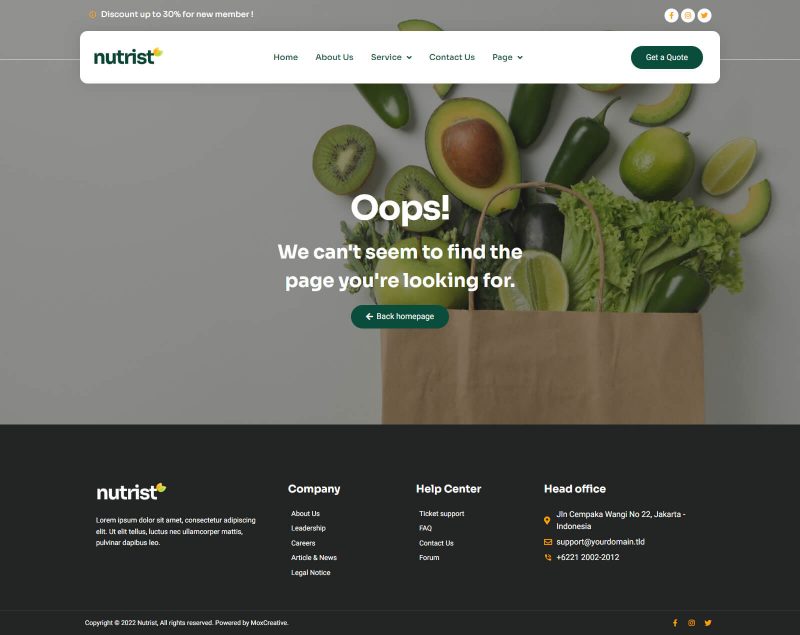 Discount up to 30% for new member !
nutrist
Home
About Us
Service
Contact Us
Page
Get a Quote
Oops!
We can't seem to find the
page you're looking for.
Back homepage
nutrist
Lorem ipsum dolor sit amet, consectetur adipiscing
elit. Ut elit tellus, luctus nec ullamcorper mattis,
pulvinar dapibus leo.
Company
About Us
Leadership
Careers
Article & News
Legal Notice
Help Center
Ticket support
FAQ
Contact Us
Forum
Head office
Jln Cempaka Wangi No 22, Jakarta -
Indonesia
support@yourdomain.tld
+6221 2002-2012
Copyright © 2022 Nutrist, All rights reserved. Powered by MoxCreative.